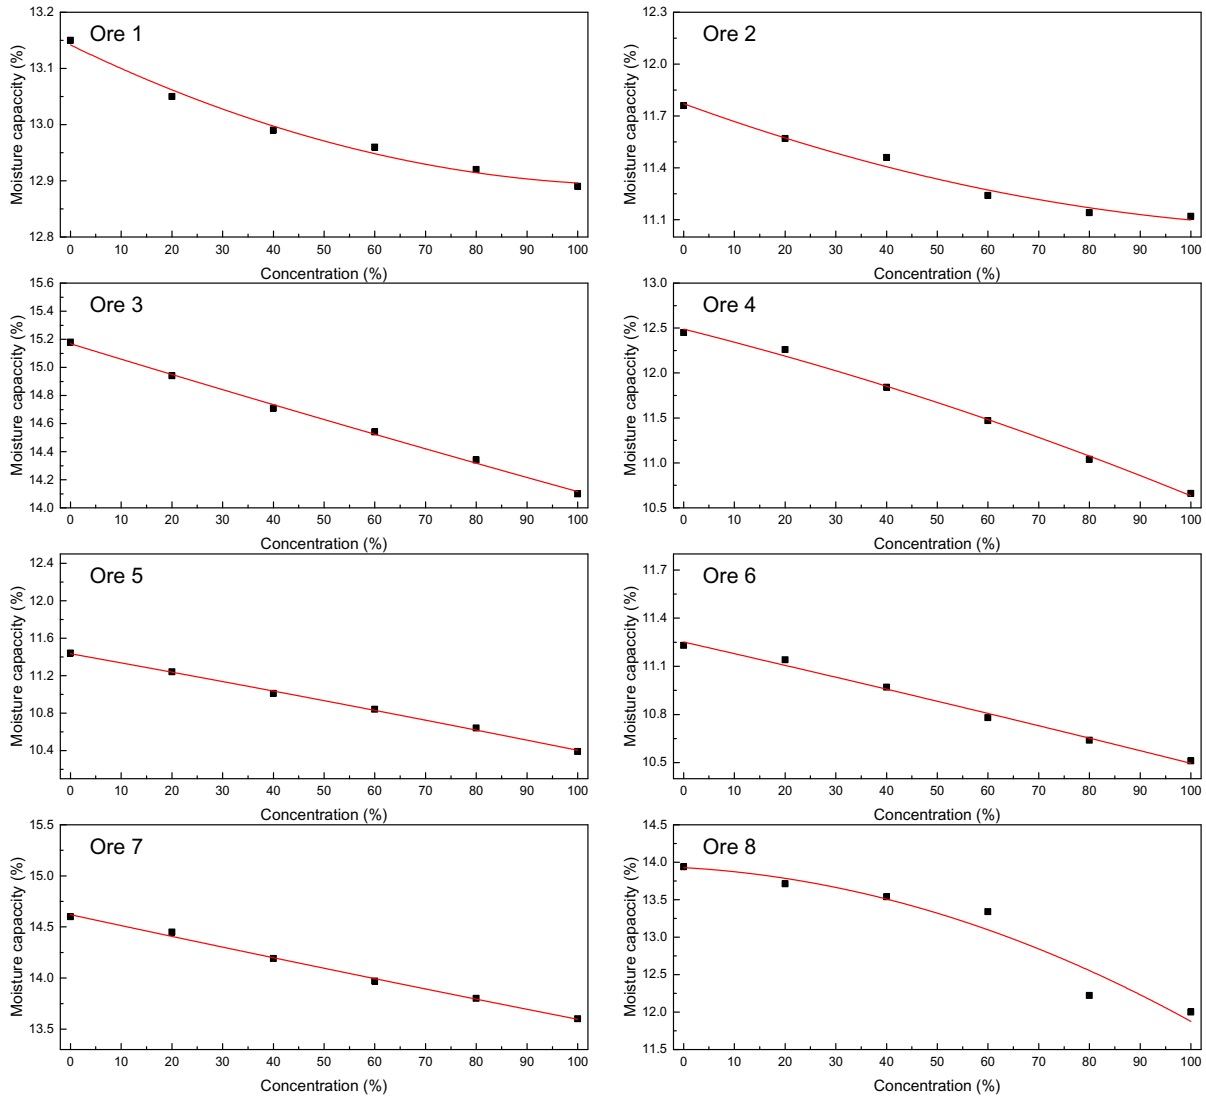 Ore 1
Moisture capaccity (%)
13.2
13.1
13.0
12.9
12.8
0 10 20 30 40 50 60 70 80 90 100
Concentration (%)
Ore 2
Moisture capaccity (%)
12.3
12.0
11.7
11.4
11.1
0 10 20 30 40 50 60 70 80 90 100
Concentration (%)
Ore 3
Moisture capaccity (%)
15.6
15.4
15.2
15.0
14.8
14.6
14.4
14.2
14.0
0 10 20 30 40 50 60 70 80 90 100
Concentration (%)
Ore 4
Moisture capaccity (%)
13.0
12.5
12.0
11.5
11.0
10.5
0 10 20 30 40 50 60 70 80 90 100
Concentration (%)
Ore 5
Moisture capaccity (%)
12.4
12.0
11.6
11.2
10.8
10.4
0 10 20 30 40 50 60 70 80 90 100
Concentration (%)
Ore 6
Moisture capaccity (%)
11.7
11.4
11.1
10.8
10.5
0 10 20 30 40 50 60 70 80 90 100
Concentration (%)
Ore 7
Moisture capaccity (%)
15.5
15.0
14.5
14.0
13.5
0 10 20 30 40 50 60 70 80 90 100
Concentration (%)
Ore 8
Moisture capaccity (%)
14.5
14.0
13.5
13.0
12.5
12.0
11.5
0 10 20 30 40 50 60 70 80 90 100
Concentration (%)